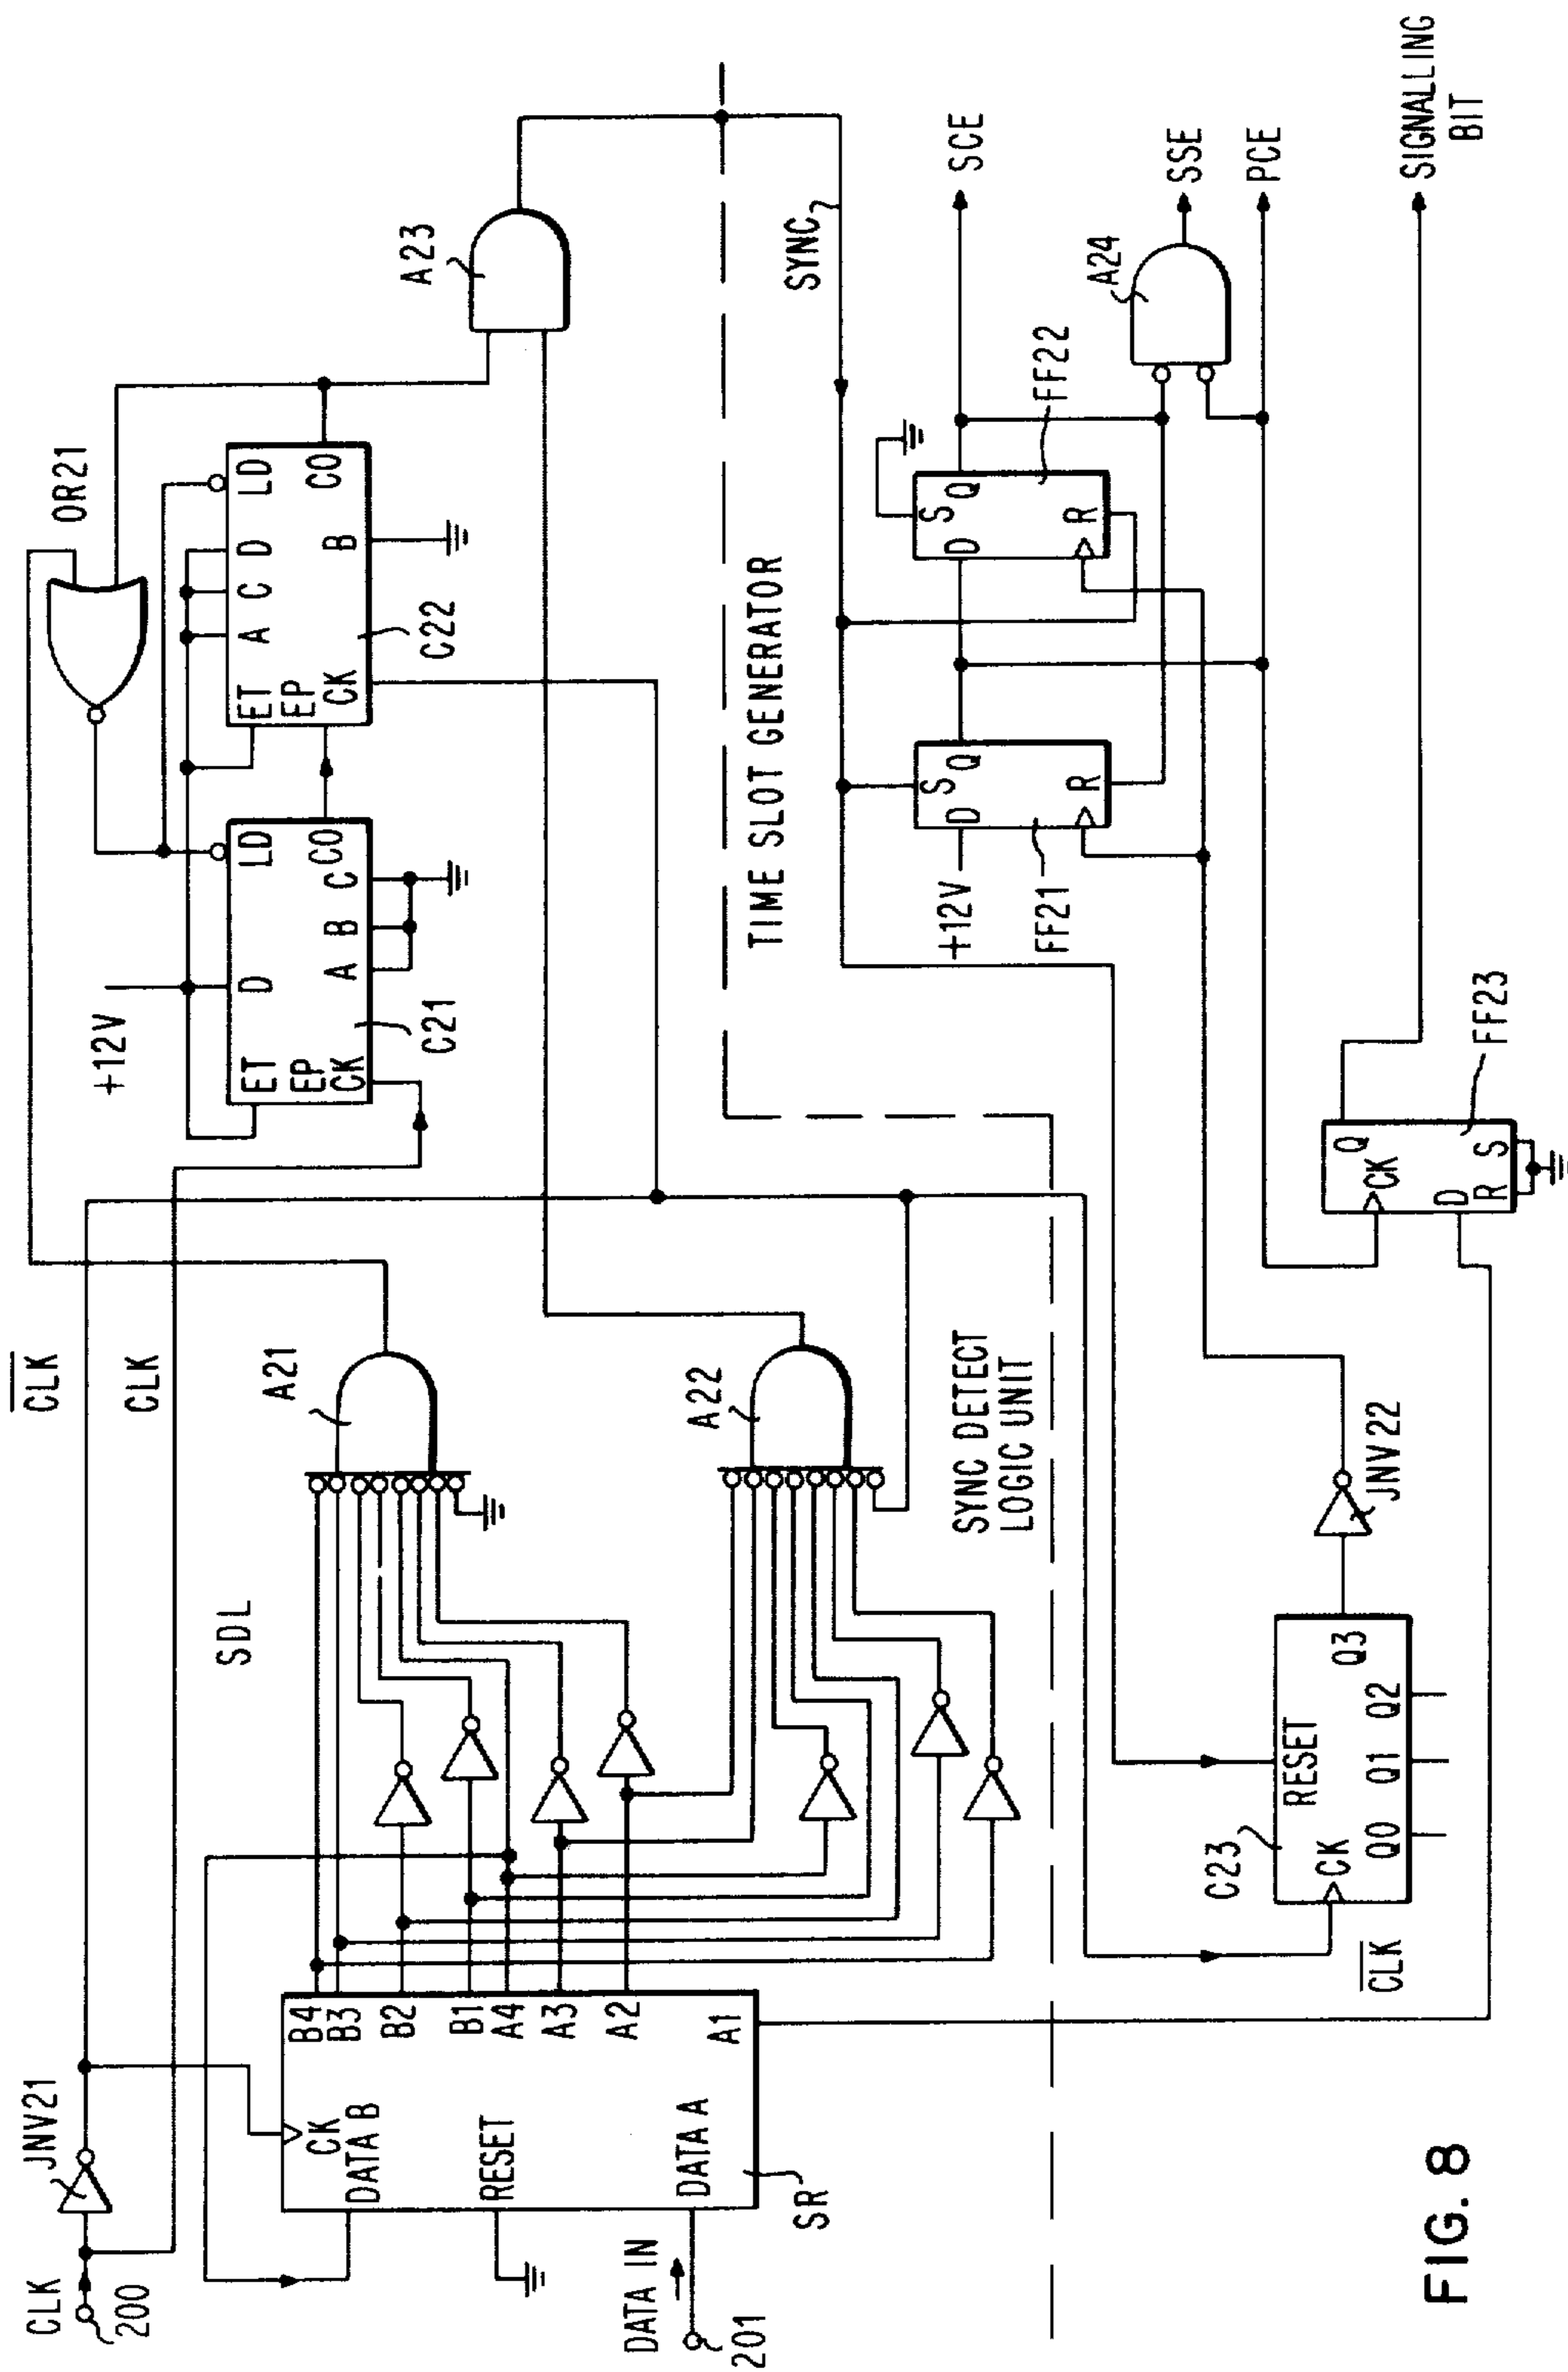 CLK
200
JNV21
CLK
CLK
+12V
OR21
ET
EP
CK
D
A
B
C
CO
LD
C21
ET
EP
CK
A
C
D
LD
B
CO
C22
A23
SDL
A21
A22
CK
DATA B
RESET
DATA A
B4
B3
B2
B1
A4
A3
A2
A1
SR
DATA IN
201
SYNC DETECT
LOGIC UNIT
TIME SLOT GENERATOR
SYNC
+12V
D
S
Q
R
FF21
D
S
Q
R
FF22
SCE
A24
SSE
PCE
SIGNALLING
BIT
C23
RESET
CK
Q0
Q1
Q2
Q3
CLK
JNV22
CK
Q
D
R
S
FF23
FIG. 8